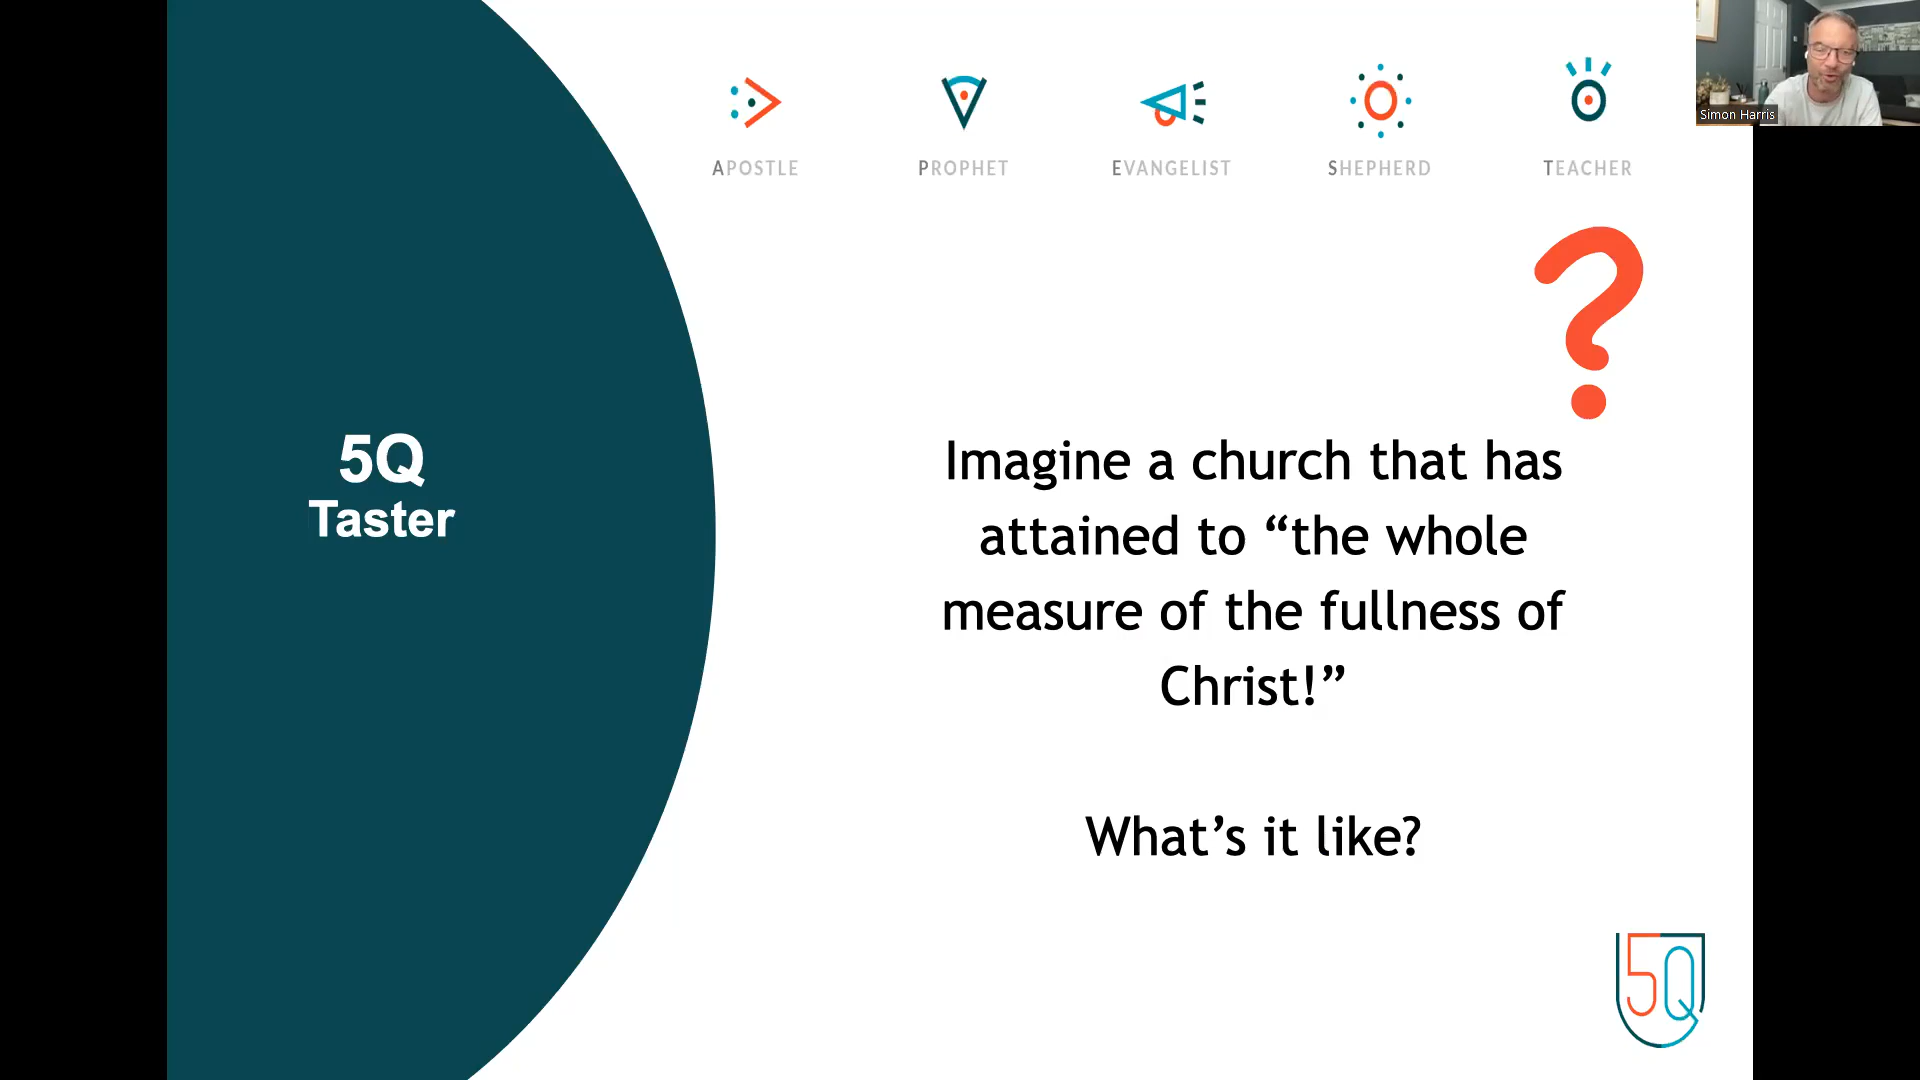 APOSTLE PROPHET EVANGELIST SHEPHERD TEACHER
Simon Harris
?
5Q
Taster
Imagine a church that has
attained to “the whole
measure of the fullness of
Christ!”
What’s it like?
5Q